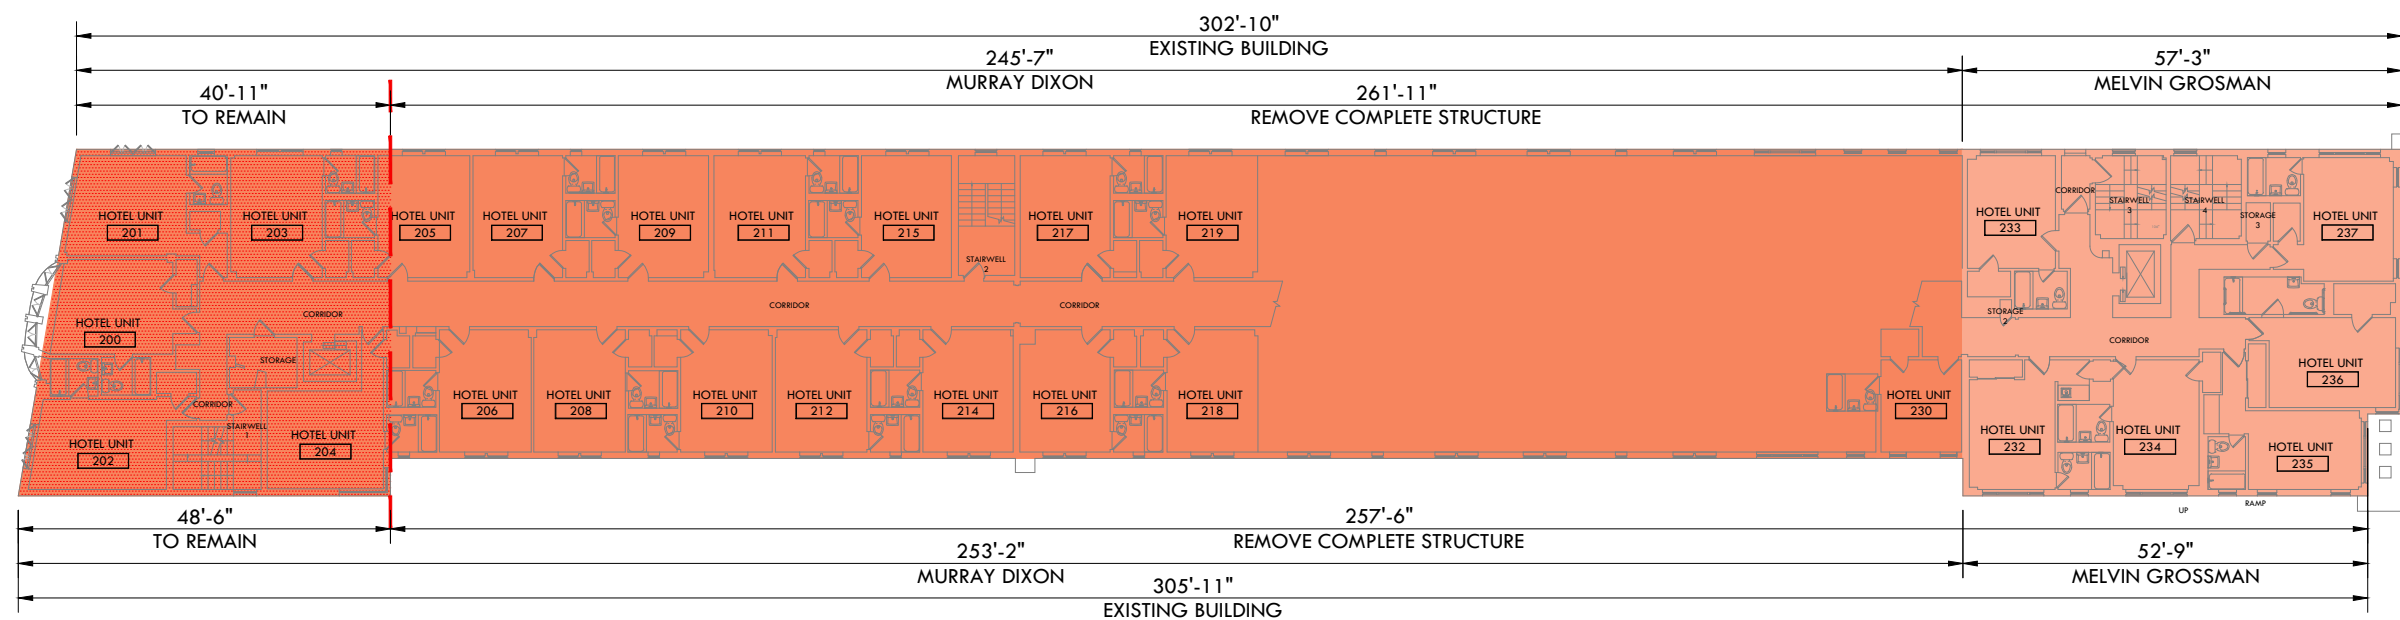 302'-10"
EXISTING BUILDING
245'-7"
MURRAY DIXON
57'-3"
MELVIN GROSMAN
40'-11"
TO REMAIN
261'-11"
REMOVE COMPLETE STRUCTURE
HOTEL UNIT
201
HOTEL UNIT
203
HOTEL UNIT
205
HOTEL UNIT
207
HOTEL UNIT
209
HOTEL UNIT
211
HOTEL UNIT
215
STAIRWELL
2
HOTEL UNIT
217
HOTEL UNIT
219
HOTEL UNIT
233
CORRIDOR
STAIRWELL
3
STAIRWELL
4
STORAGE
3
HOTEL UNIT
237
HOTEL UNIT
200
CORRIDOR
CORRIDOR
CORRIDOR
STORAGE
2
CORRIDOR
STORAGE
CORRIDOR
STAIRWELL
1
HOTEL UNIT
202
HOTEL UNIT
204
HOTEL UNIT
206
HOTEL UNIT
208
HOTEL UNIT
210
HOTEL UNIT
212
HOTEL UNIT
214
HOTEL UNIT
216
HOTEL UNIT
218
HOTEL UNIT
230
HOTEL UNIT
232
HOTEL UNIT
234
HOTEL UNIT
236
HOTEL UNIT
235
UP
RAMP
48'-6"
TO REMAIN
257'-6"
REMOVE COMPLETE STRUCTURE
253'-2"
MURRAY DIXON
52'-9"
MELVIN GROSSMAN
305'-11"
EXISTING BUILDING